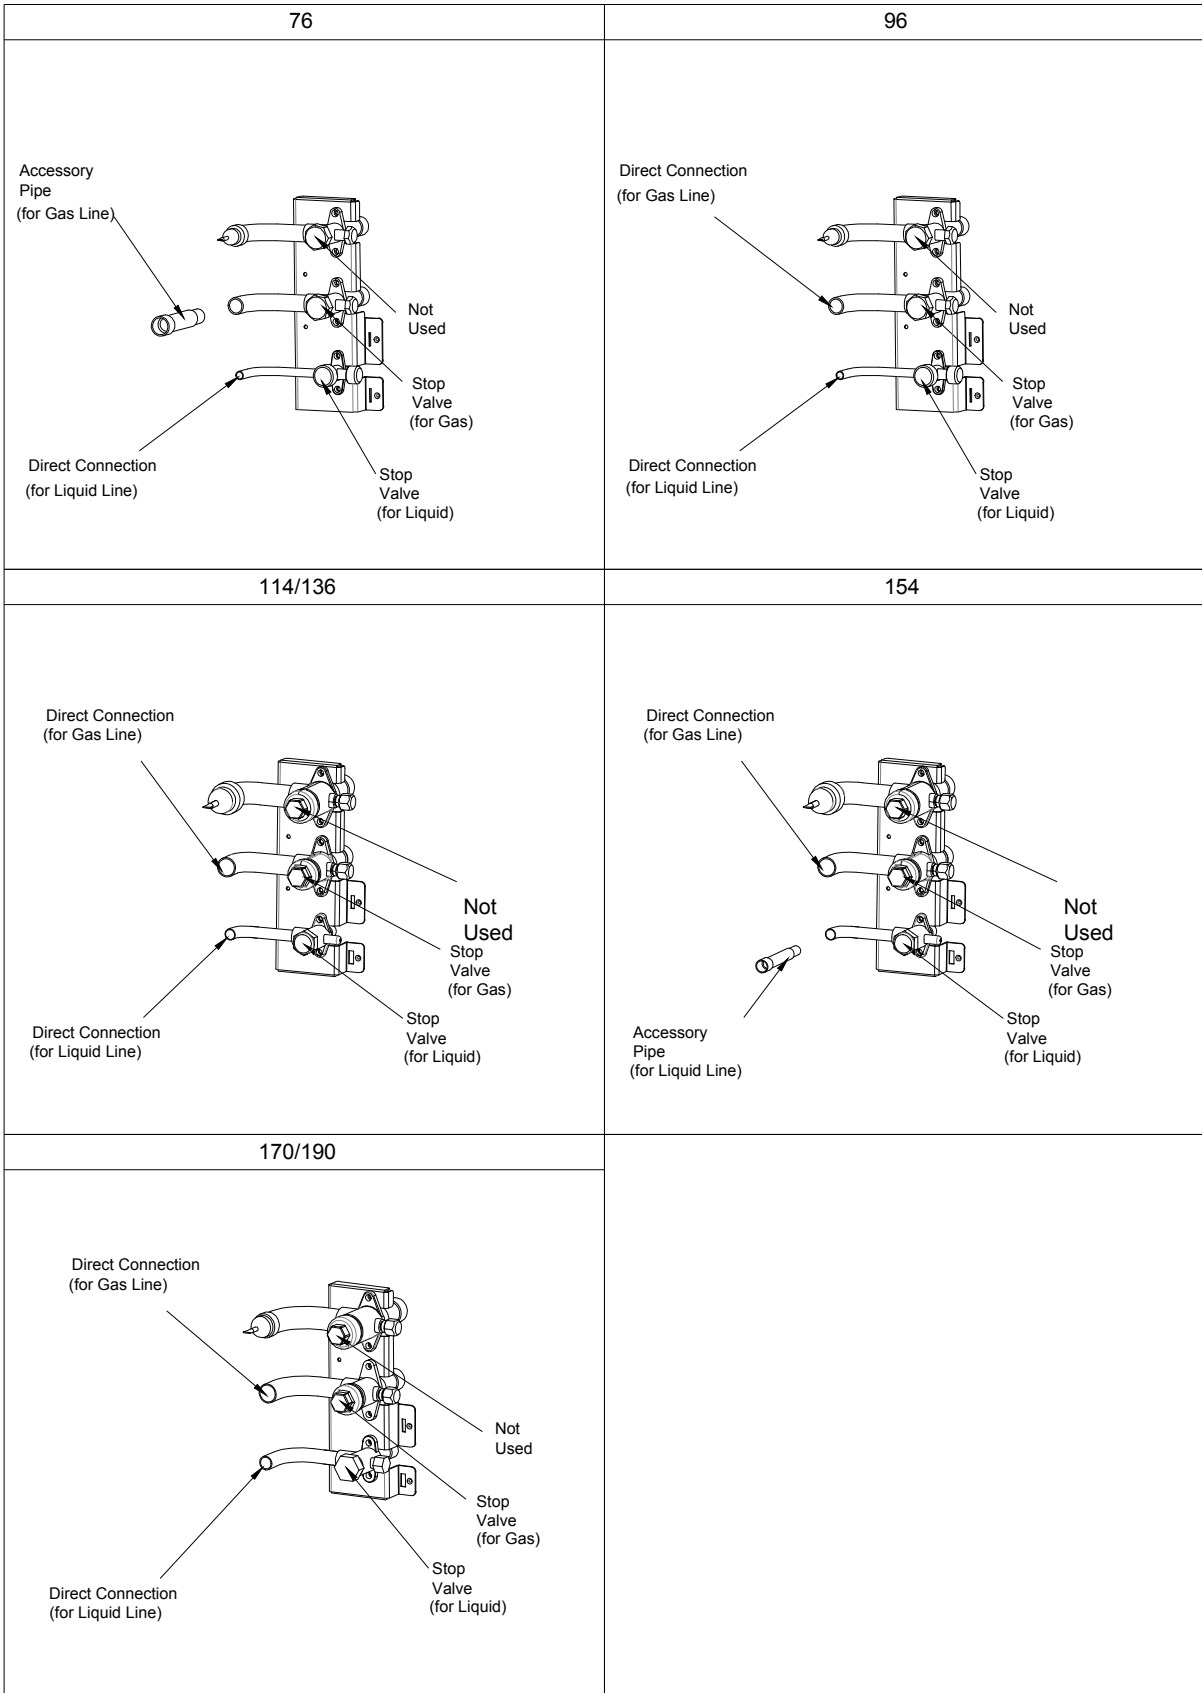 76
96
Accessory
Pipe
(for Gas Line)
Not
Used
Stop
Valve
(for Gas)
Direct Connection
(for Liquid Line)
Stop
Valve
(for Liquid)
Direct Connection
(for Gas Line)
Not
Used
Stop
Valve
(for Gas)
Direct Connection
(for Liquid Line)
Stop
Valve
(for Liquid)
114/136
154
Direct Connection
(for Gas Line)
Not
Used
Stop
Valve
(for Gas)
Direct Connection
(for Liquid Line)
Stop
Valve
(for Liquid)
Direct Connection
(for Gas Line)
Not
Used
Stop
Valve
(for Gas)
Accessory
Pipe
(for Liquid Line)
Stop
Valve
(for Liquid)
170/190
Direct Connection
(for Gas Line)
Not
Used
Stop
Valve
(for Gas)
Direct Connection
(for Liquid Line)
Stop
Valve
(for Liquid)